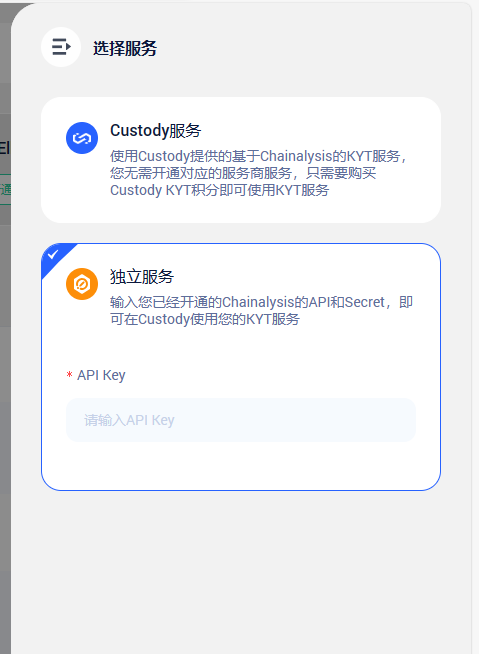 选择服务
El
通
Custody服务
使用Custody提供的基于Chainalysis的KYT服务，
您无需开通对应的服务商服务，只需要购买
Custody KYT积分即可使用KYT服务
独立服务
输入您已经开通的Chainalysis的API和Secret，即
可在Custody使用您的KYT服务
* API Key
请输入API Key